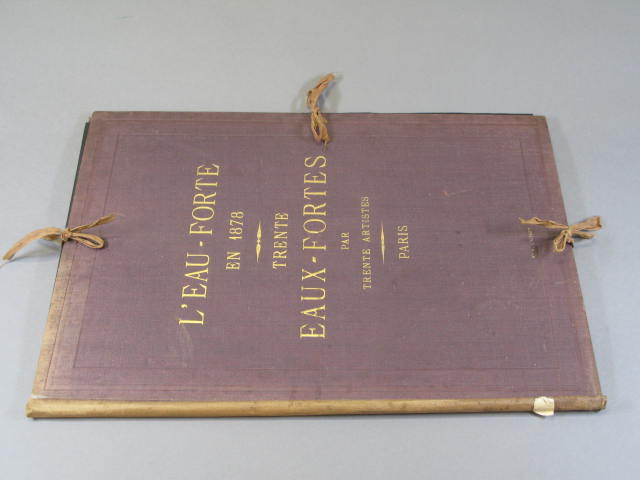 L'EAU-FORTE
EN 1878
TRENTE
EAUX-FORTES
PAR
TRENTE ARTISTES
PARIS